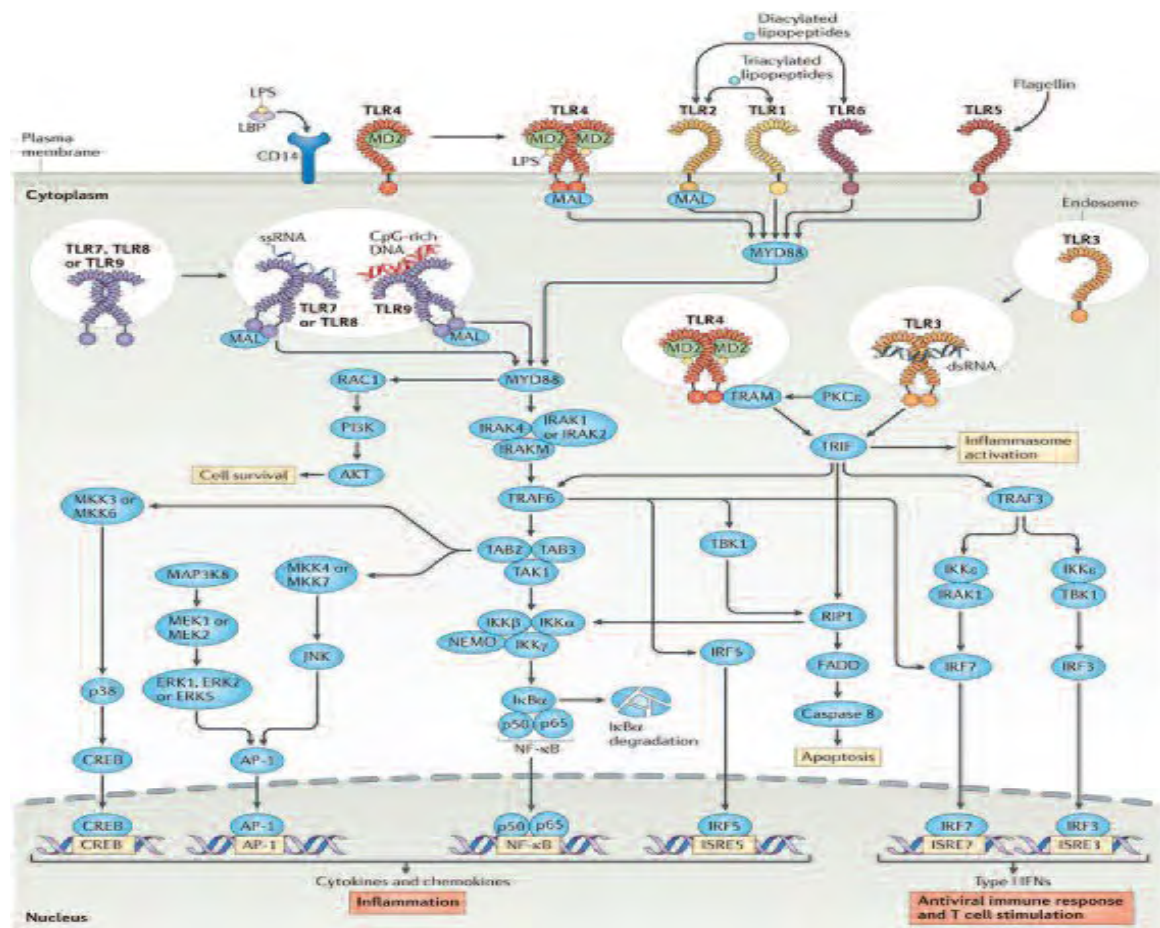 Diacylated
lipopeptides
Triacylated
lipopeptides
LPS
LBP
CD14
TLR4
MD2
TLR4
MD2 MD2
LPS
TLR2
TLR1
TLR6
TLR5
Flagellin
Plasma
membrane
Cytoplasm
MAL
MAL
Endosome
TLR3
MYD88
TLR7, TLR8
or TLR9
ssRNA
CpG-rich
DNA
TLR7
or TLR8
TLR9
MAL
MAL
TLR4
MD2 MD2
TLR3
dsRNA
RAC1
MYD88
TRAM
PKCε
PI3K
IRAK4
IRAK1
or IRAK2
IRAKM
TRIF
Inflammasome
activation
Cell survival
AKT
MKK3 or
MKK6
TRAF6
TRAF3
TAB2
TAB3
TAK1
TBK1
MAP3K8
MKK4 or
MKK7
IKKε
IRAK1
IKKε
TBK1
MEK1 or
MEK2
IKKβ
IKKα
NEMO
IKKγ
RIP1
JNK
IRF5
FADD
IRF7
IRF3
p38
ERK1, ERK2
or ERK5
IκBα
p50
p65
NF-κB
IκBα
degradation
Caspase 8
Apoptosis
CREB
AP-1
CREB
CREB
AP-1
AP-1
p50
p65
NF-κB
IRF5
ISRE5
IRF7
ISRE7
IRF3
ISRE3
Cytokines and chemokines
Inflammation
Type I IFNs
Antiviral immune response
and T cell stimulation
Nucleus